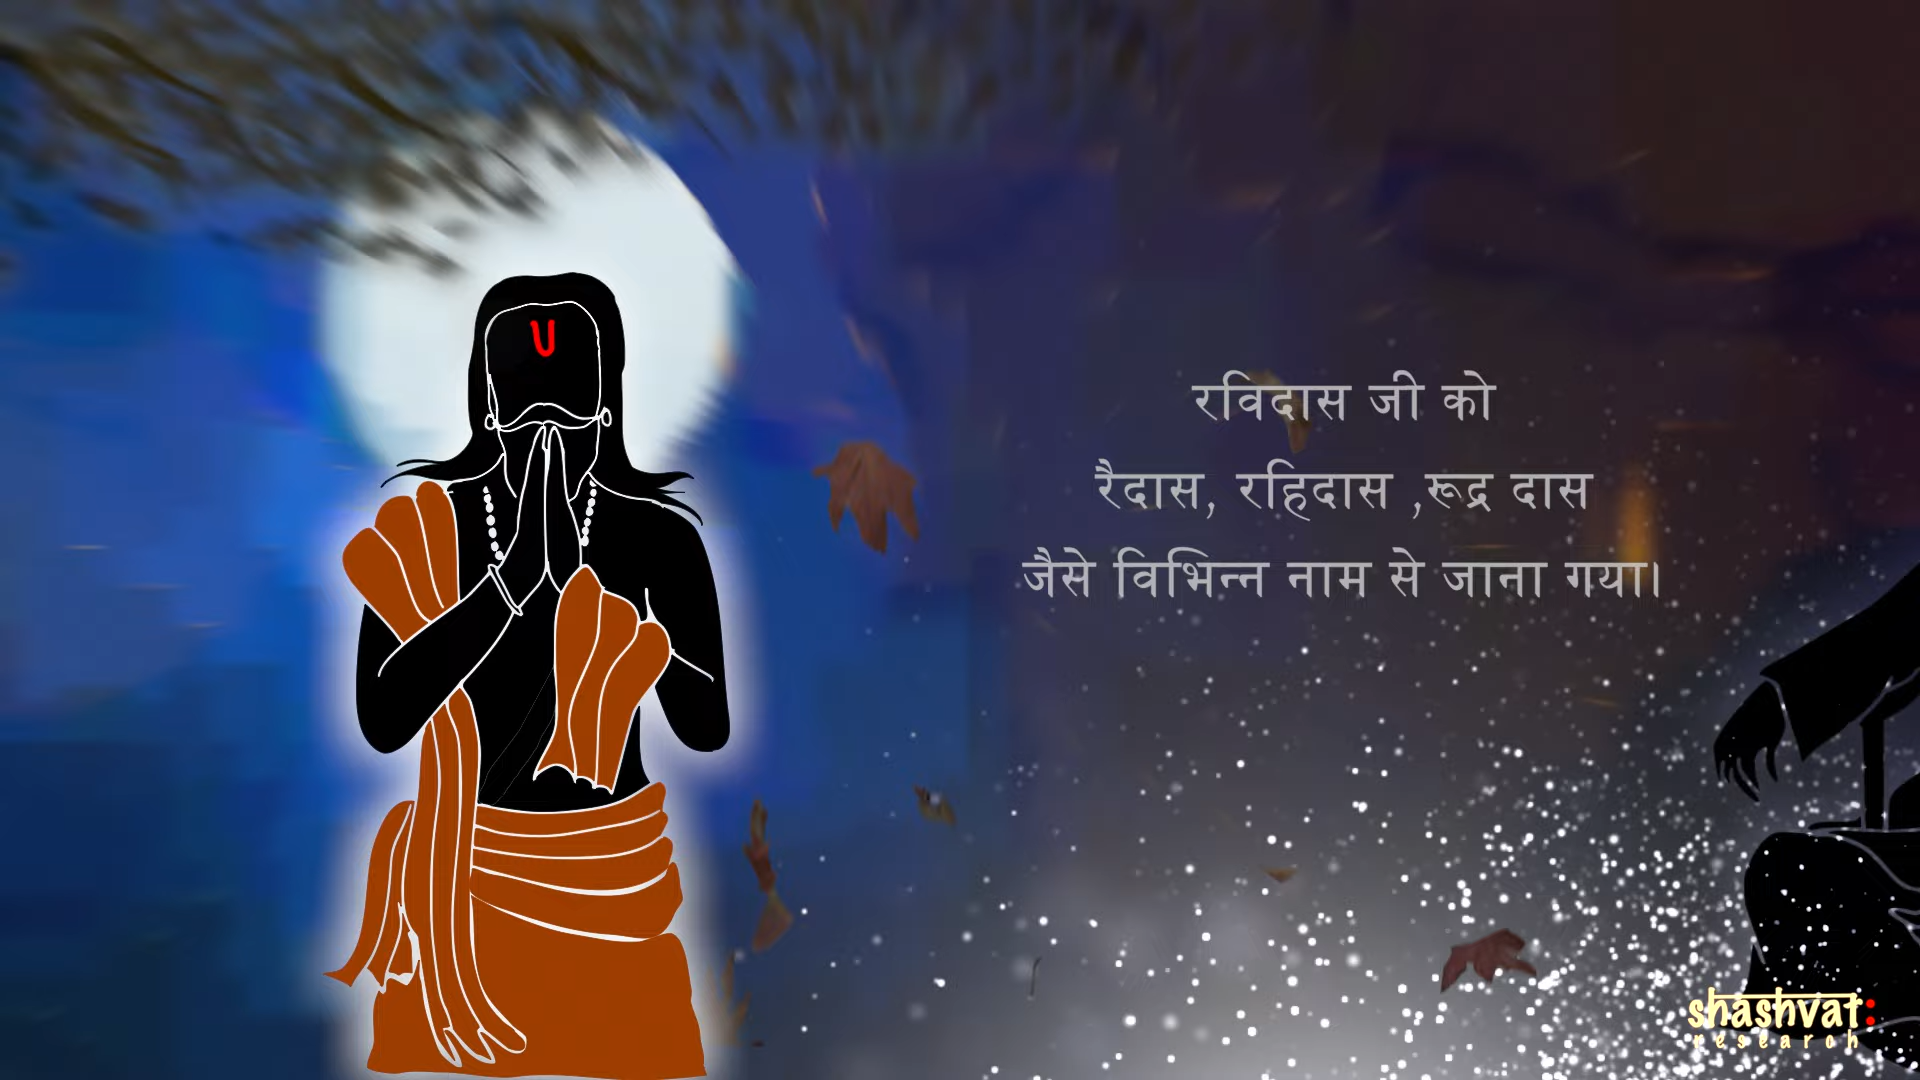 रविदास जी को
रैदास, रहिदास ,रूद्र दास
जैसे विभिन्न नाम से जाना गया।
shashvat:
research